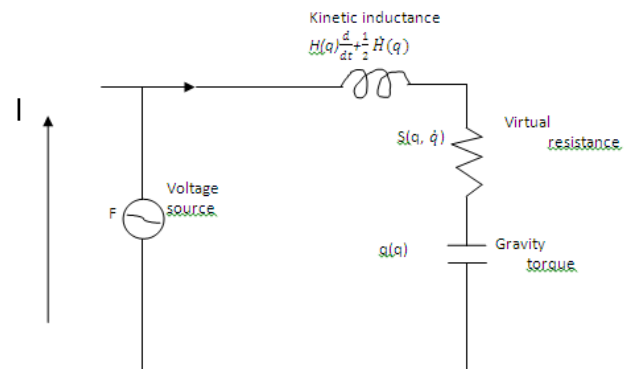 Kinetic inductance
H(q) d/dt + 1/2 Ḣ(q)
I
S(q, q̇)
Virtual
resistance
Voltage
source
F
g(q)
Gravity
torque